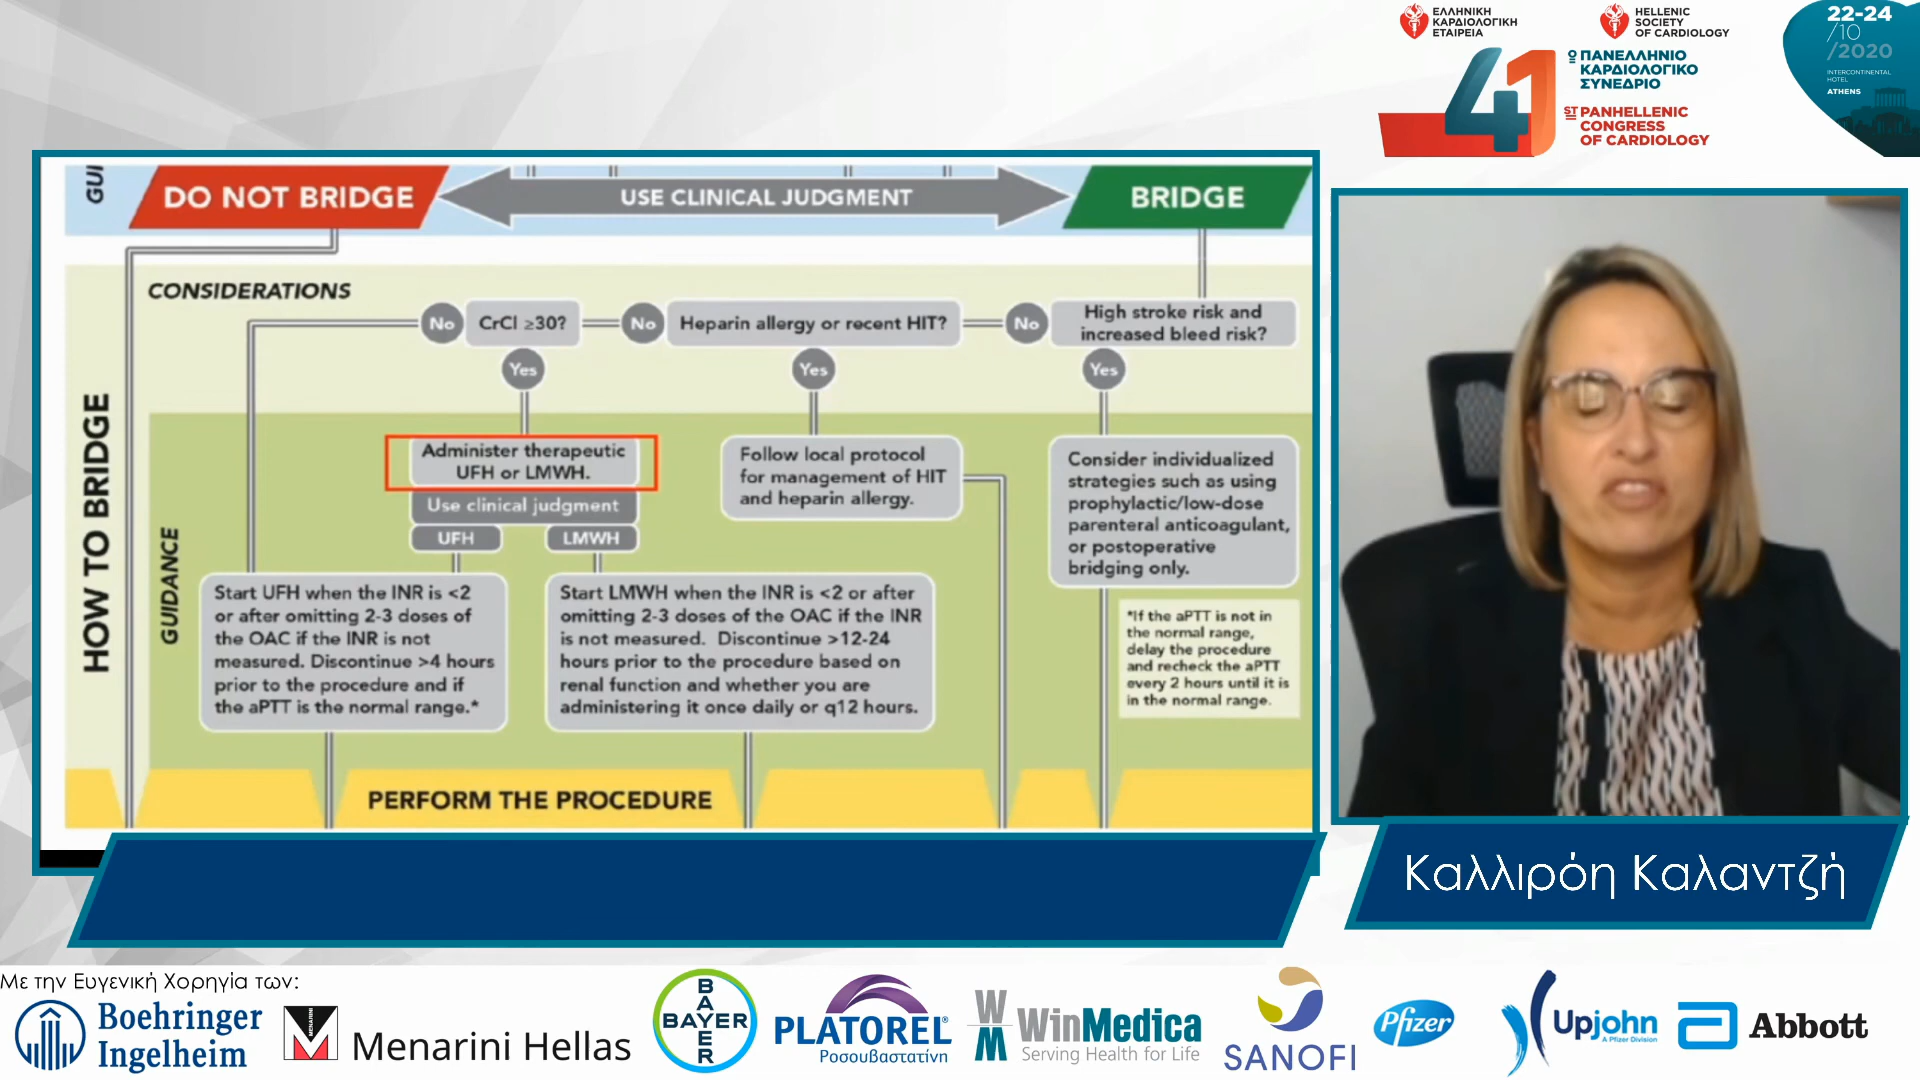 ΕΛΛΗΝΙΚΗ
ΚΑΡΔΙΟΛΟΓΙΚΗ
ΕΤΑΙΡΕΙΑ
HELLENIC
SOCIETY
OF CARDIOLOGY
41
ο ΠΑΝΕΛΛΗΝΙΟ
ΚΑΡΔΙΟΛΟΓΙΚΟ
ΣΥΝΕΔΡΙΟ
ST PANHELLENIC
CONGRESS
OF CARDIOLOGY
22-24
/10
/2020
INTERCONTINENTAL
HOTEL
ATHENS
GUI
DO NOT BRIDGE
USE CLINICAL JUDGMENT
BRIDGE
HOW TO BRIDGE
CONSIDERATIONS
No
CrCl ≥30?
No
Heparin allergy or recent HIT?
No
High stroke risk and
increased bleed risk?
Yes
Yes
Yes
GUIDANCE
Administer therapeutic
UFH or LMWH.
Use clinical judgment
UFH
LMWH
Follow local protocol
for management of HIT
and heparin allergy.
Consider individualized
strategies such as using
prophylactic/low-dose
parenteral anticoagulant,
or postoperative
bridging only.
Start UFH when the INR is <2
or after omitting 2-3 doses of
the OAC if the INR is not
measured. Discontinue >4 hours
prior to the procedure and if
the aPTT is the normal range.*
Start LMWH when the INR is <2 or after
omitting 2-3 doses of the OAC if the INR
is not measured. Discontinue >12-24
hours prior to the procedure based on
renal function and whether you are
administering it once daily or q12 hours.
*If the aPTT is not in
the normal range,
delay the procedure
and recheck the aPTT
every 2 hours until it is
in the normal range.
PERFORM THE PROCEDURE
Καλλιρόη Καλαντζή
Με την Ευγενική Χορηγία των:
Boehringer
Ingelheim
MENARINI
Menarini Hellas
BAYER
BAYER
PLATOREL®
Ροσουβαστατίνη
WM
WinMedica
Serving Health for Life
SANOFI
Pfizer
Upjohn
A Pfizer Division
Abbott